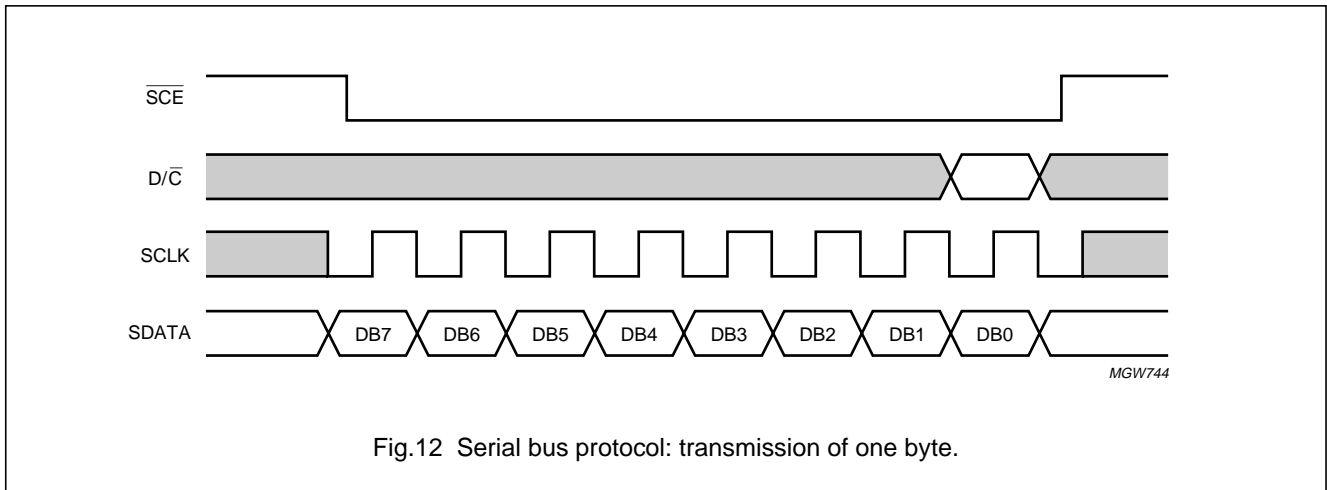 S̅C̅E̅
D/C̅
SCLK
SDATA DB7 DB6 DB5 DB4 DB3 DB2 DB1 DB0
MGW744
Fig.12 Serial bus protocol: transmission of one byte.